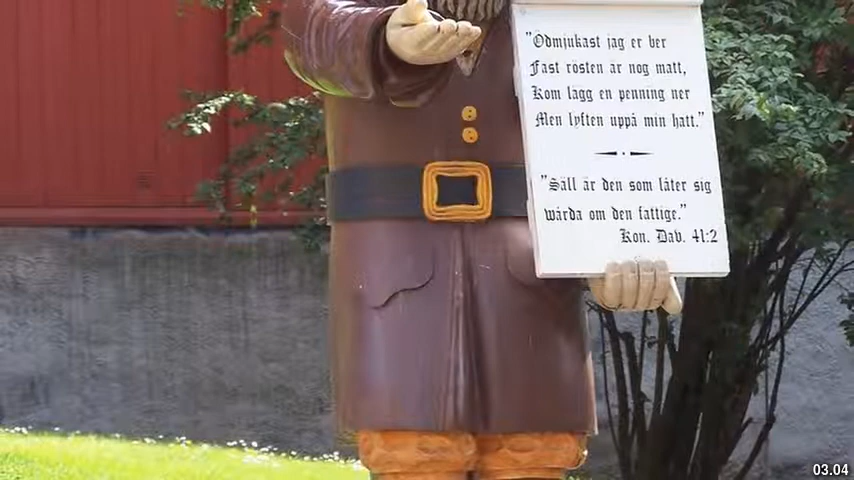 "Ödmjukast jag er ber
Fast rösten är nog matt,
Kom lägg en penning ner
Men lyften uppå min hatt."
"Säll är den som låter sig
wårda om den fattige."
Kon. Dav. 41:2
03.04